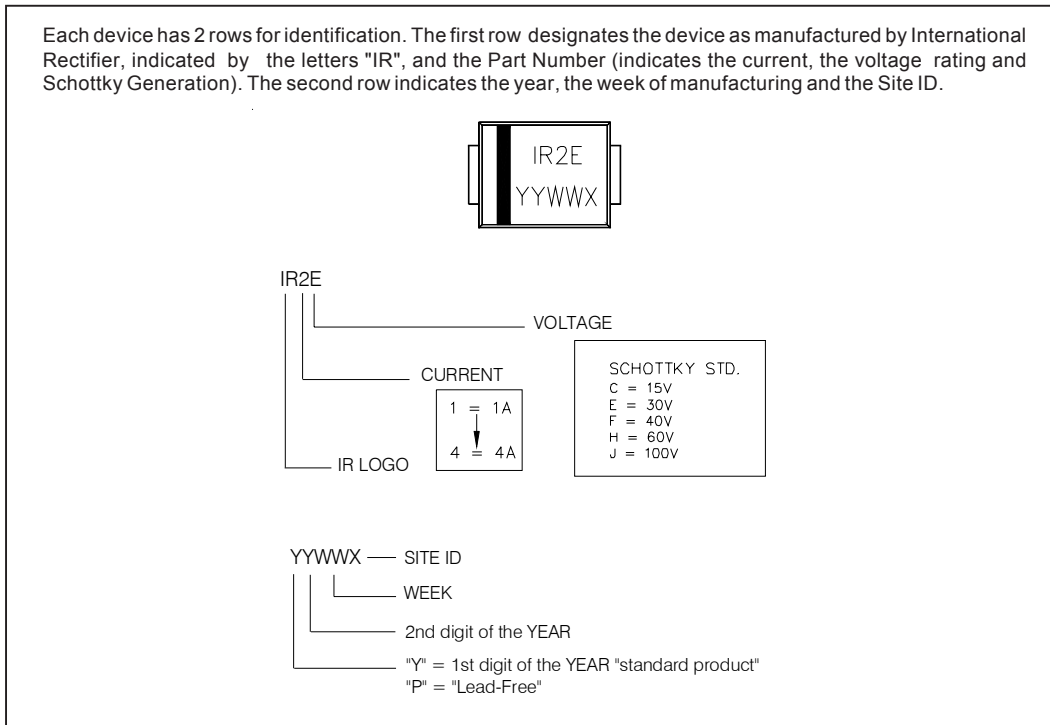 Each device has 2 rows for identification. The first row designates the device as manufactured by International
Rectifier, indicated by the letters "IR", and the Part Number (indicates the current, the voltage rating and
Schottky Generation). The second row indicates the year, the week of manufacturing and the Site ID.
IR2E
YYWWX
IR2E
VOLTAGE
SCHOTTKY STD.
C = 15V
E = 30V
F = 40V
H = 60V
J = 100V
CURRENT
1 = 1A
4 = 4A
IR LOGO
YYWWX
SITE ID
WEEK
2nd digit of the YEAR
"Y" = 1st digit of the YEAR "standard product"
"P" = "Lead-Free"